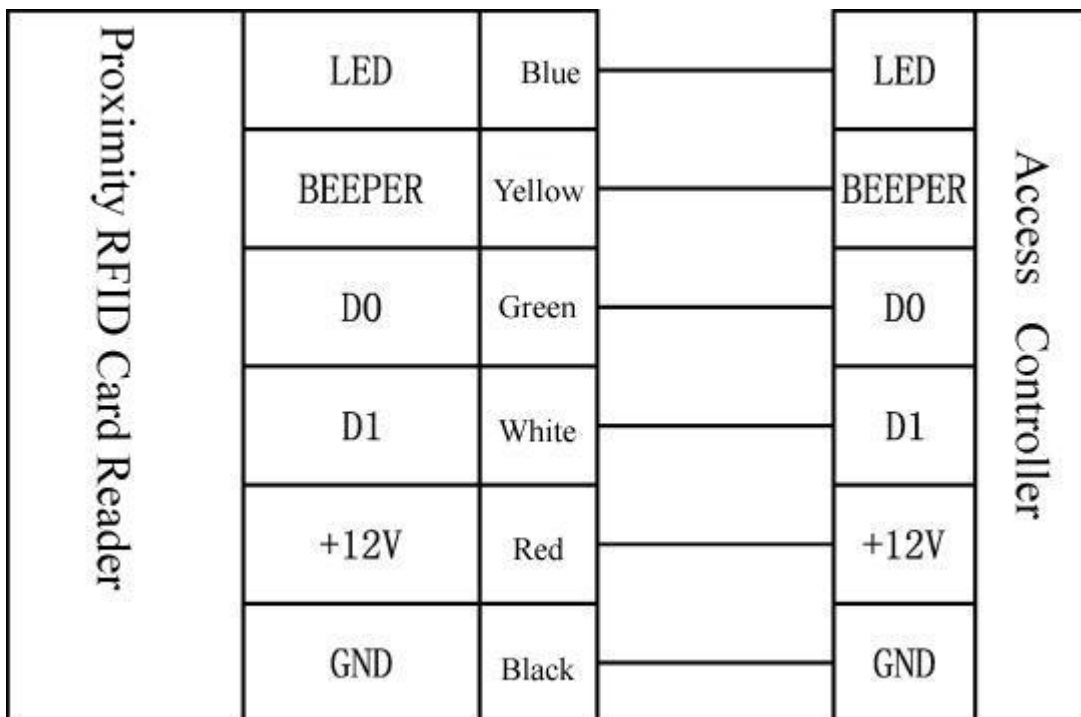 Proximity RFID Card Reader
LED Blue LED
BEEPER Yellow BEEPER
D0 Green D0
D1 White D1
+12V Red +12V
GND Black GND
Access Controller